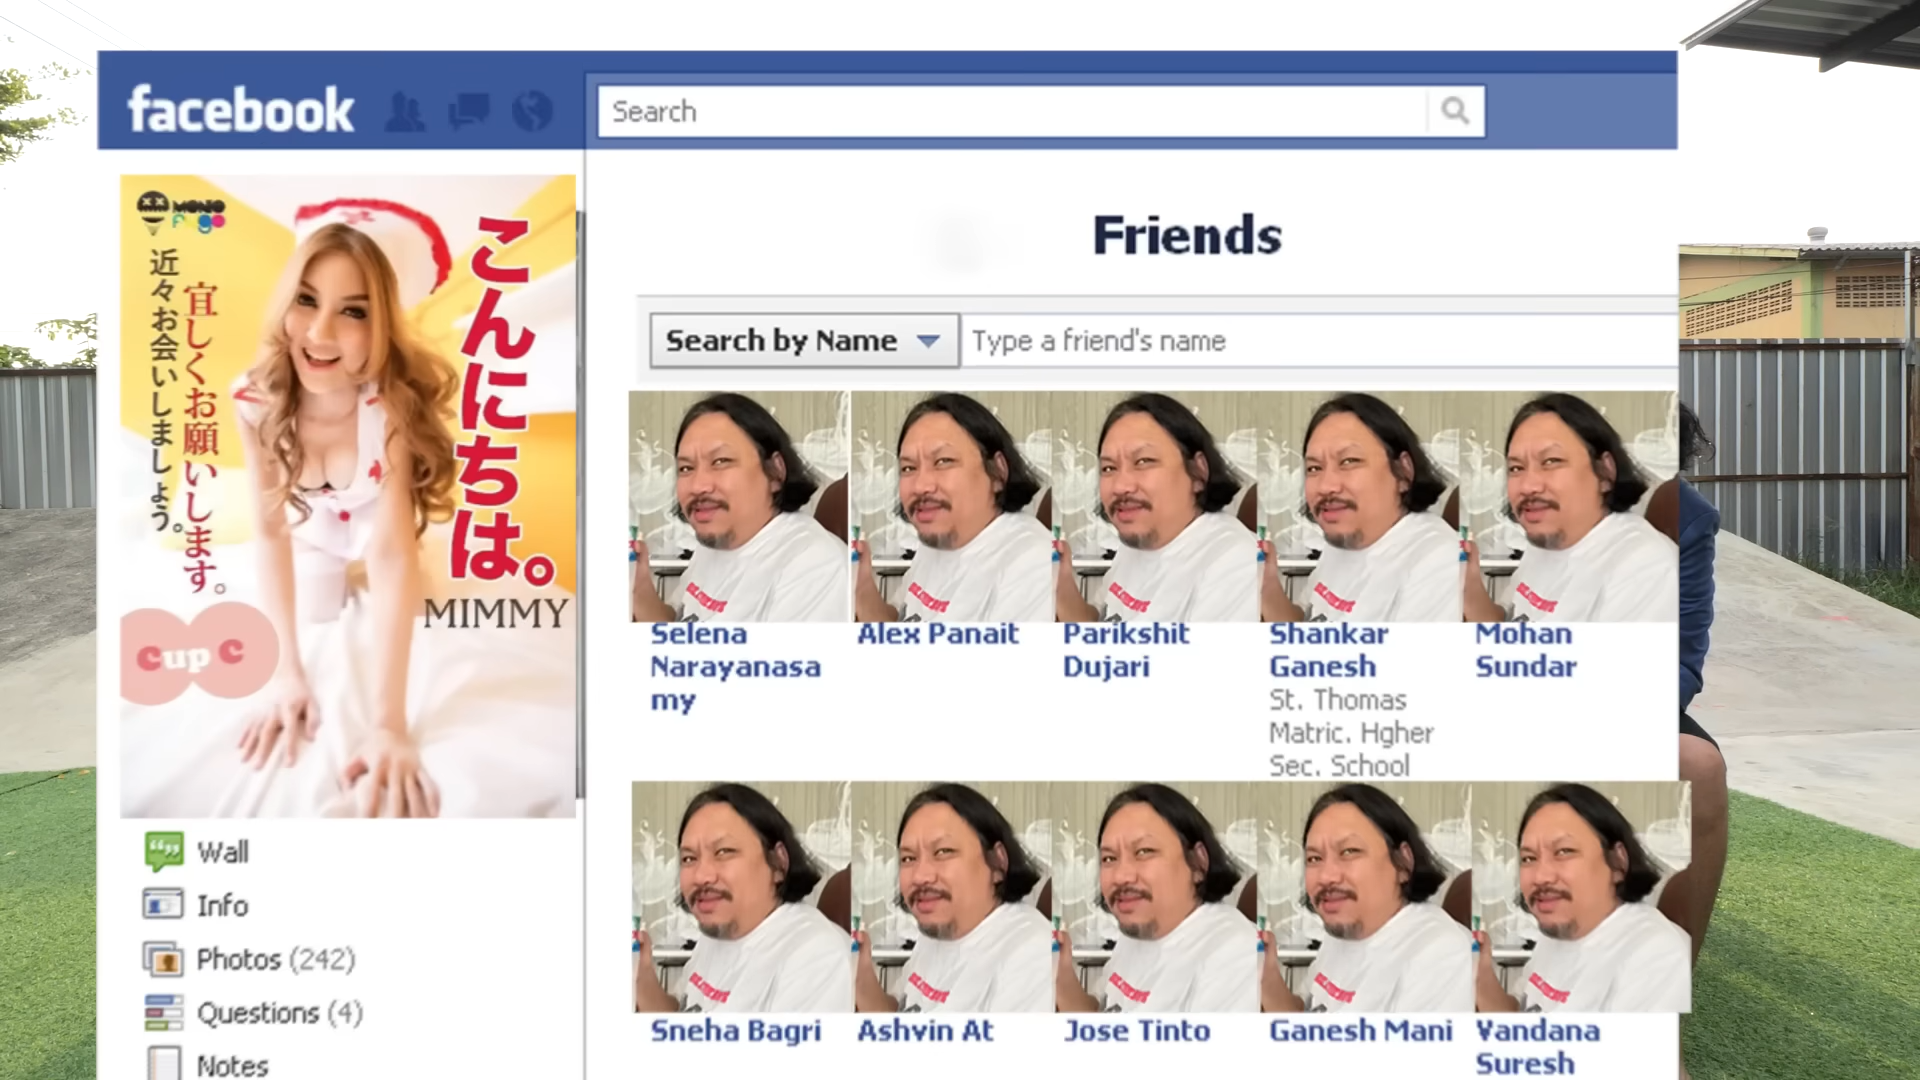 facebook
Search
MONO
fngo
こんにちは。
宜しくお願いします。
近々お会いしましょう。
MIMMY
cup c
Wall
Info
Photos (242)
Questions (4)
Notes
Friends
Search by Name
Type a friend's name
Selena
Narayanasa
my
Alex Panait
Parikshit
Dujari
Shankar
Ganesh
St. Thomas
Matric. Hgher
Sec. School
Mohan
Sundar
Sneha Bagri
Ashvin At
Jose Tinto
Ganesh Mani
Vandana
Suresh